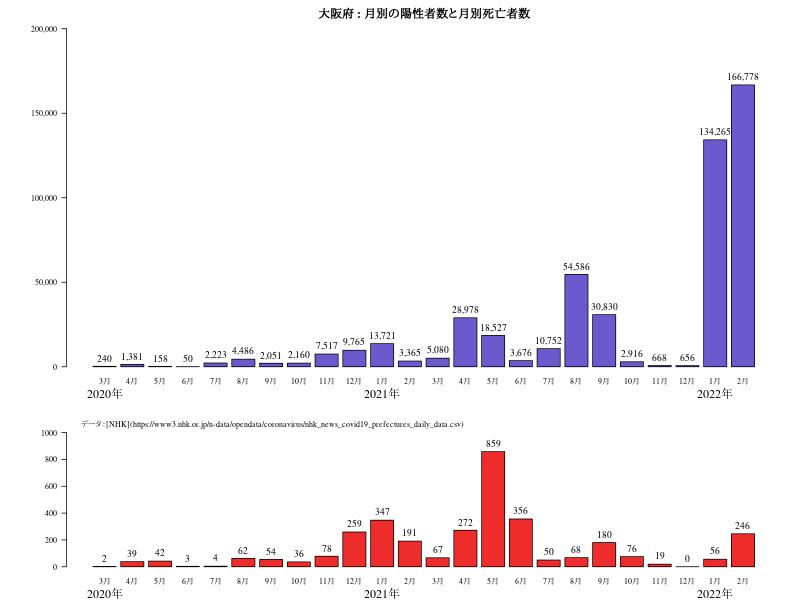 大阪府 : 月別の陽性者数と月別死亡者数
200,000
150,000
100,000
50,000
0
240 1,381 158 50 2,223 4,486 2,051 2,160 7,517 9,765 13,721 3,365 5,080 28,978 18,527 3,676 10,752 54,586 30,830 2,916 668 656 134,265 166,778
3月 4月 5月 6月 7月 8月 9月 10月 11月 12月 1月 2月 3月 4月 5月 6月 7月 8月 9月 10月 11月 12月 1月 2月
2020年 2021年 2022年
データ : [NHK](https://www3.nhk.or.jp/n-data/opendata/coronavirus/nhk_news_covid19_prefectures_daily_data.csv)
1000
800
600
400
200
0
2 39 42 3 4 62 54 36 78 259 347 191 67 272 859 356 50 68 180 76 19 0 56 246
3月 4月 5月 6月 7月 8月 9月 10月 11月 12月 1月 2月 3月 4月 5月 6月 7月 8月 9月 10月 11月 12月 1月 2月
2020年 2021年 2022年